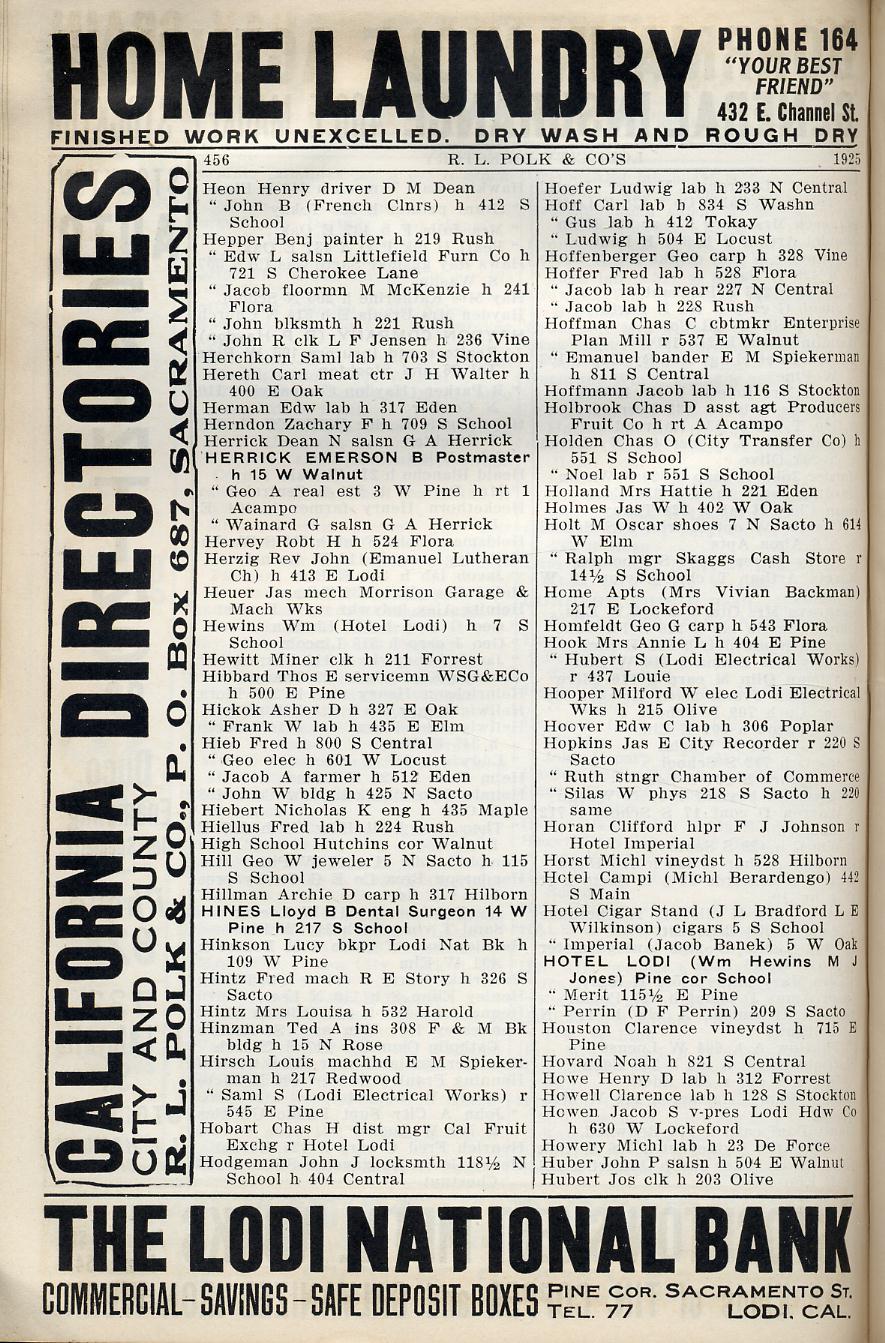 HOME LAUNDRY
PHONE 164
"YOUR BEST
FRIEND"
432 E. Channel St.
FINISHED WORK UNEXCELLED. DRY WASH AND ROUGH DRY
CALIFORNIA DIRECTORIES
CITY AND COUNTY
R. L. POLK & CO., P. O. Box 687, SACRAMENTO
456 R. L. POLK & CO'S 1925
Heon Henry driver D M Dean
" John B (French Clnrs) h 412 S
School
Hepper Benj painter h 219 Rush
" Edw L salsn Littlefield Furn Co h
721 S Cherokee Lane
" Jacob floormn M McKenzie h 241
Flora
" John blksmth h 221 Rush
" John R clk L F Jensen h 236 Vine
Herchkorn Saml lab h 703 S Stockton
Hereth Carl meat ctr J H Walter h
400 E Oak
Herman Edw lab h 317 Eden
Herndon Zachary F h 709 S School
Herrick Dean N salsn G A Herrick
HERRICK EMERSON B Postmaster
h 15 W Walnut
" Geo A real est 3 W Pine h rt 1
Acampo
" Wainard G salsn G A Herrick
Hervey Robt H h 524 Flora
Herzig Rev John (Emanuel Lutheran
Ch) h 413 E Lodi
Heuer Jas mech Morrison Garage &
Mach Wks
Hewins Wm (Hotel Lodi) h 7 S
School
Hewitt Miner clk h 211 Forrest
Hibbard Thos E servicemn WSG&ECo
h 500 E Pine
Hickok Asher D h 327 E Oak
" Frank W lab h 435 E Elm
Hieb Fred h 800 S Central
" Geo elec h 601 W Locust
" Jacob A farmer h 512 Eden
" John W bldg h 425 N Sacto
Hiebert Nicholas K eng h 435 Maple
Hiellus Fred lab h 224 Rush
High School Hutchins cor Walnut
Hill Geo W jeweler 5 N Sacto h 115
S School
Hillman Archie D carp h 317 Hilborn
HINES Lloyd B Dental Surgeon 14 W
Pine h 217 S School
Hinkson Lucy bkpr Lodi Nat Bk h
109 W Pine
Hintz Fred mach R E Story h 326 S
Sacto
Hintz Mrs Louisa h 532 Harold
Hinzman Ted A ins 308 F & M Bk
bldg h 15 N Rose
Hirsch Louis machhd E M Spieker-
man h 217 Redwood
" Saml S (Lodi Electrical Works) r
545 E Pine
Hobart Chas H dist mgr Cal Fruit
Exchg r Hotel Lodi
Hodgeman John J locksmth 118½ N
School h 404 Central
Hoefer Ludwig lab h 233 N Central
Hoff Carl lab h 834 S Washn
" Gus lab h 412 Tokay
" Ludwig h 504 E Locust
Hoffenberger Geo carp h 328 Vine
Hoffer Fred lab h 528 Flora
" Jacob lab h rear 227 N Central
" Jacob lab h 228 Rush
Hoffman Chas C cbtmkr Enterprise
Plan Mill r 537 E Walnut
" Emanuel bander E M Spiekerman
h 811 S Central
Hoffmann Jacob lab h 116 S Stockton
Holbrook Chas D asst agt Producers
Fruit Co h rt A Acampo
Holden Chas O (City Transfer Co) h
551 S School
" Noel lab r 551 S School
Holland Mrs Hattie h 221 Eden
Holmes Jas W h 402 W Oak
Holt M Oscar shoes 7 N Sacto h 614
W Elm
" Ralph mgr Skaggs Cash Store r
14½ S School
Home Apts (Mrs Vivian Backman)
217 E Lockeford
Homfeldt Geo G carp h 543 Flora
Hook Mrs Annie L h 404 E Pine
" Hubert S (Lodi Electrical Works)
r 437 Louie
Hooper Milford W elec Lodi Electrical
Wks h 215 Olive
Hoover Edw C lab h 306 Poplar
Hopkins Jas E City Recorder r 220 S
Sacto
" Ruth stngr Chamber of Commerce
" Silas W phys 218 S Sacto h 220
same
Horan Clifford hlpr F J Johnson r
Hotel Imperial
Horst Michl vineydst h 528 Hilborn
Hotel Campi (Michl Berardengo) 442
S Main
Hotel Cigar Stand (J L Bradford L E
Wilkinson) cigars 5 S School
" Imperial (Jacob Banek) 5 W Oak
HOTEL LODI (Wm Hewins M J
Jones) Pine cor School
" Merit 115½ E Pine
" Perrin (D F Perrin) 209 S Sacto
Houston Clarence vineydst h 715 E
Pine
Hovard Noah h 821 S Central
Howe Henry D lab h 312 Forrest
Howell Clarence lab h 128 S Stockton
Howen Jacob S v-pres Lodi Hdw Co
h 630 W Lockeford
Howery Michl lab h 23 De Force
Huber John P salsn h 504 E Walnut
Hubert Jos clk h 203 Olive
THE LODI NATIONAL BANK
COMMERCIAL-SAVINGS-SAFE DEPOSIT BOXES
PINE COR. SACRAMENTO ST.
TEL. 77 LODI, CAL.